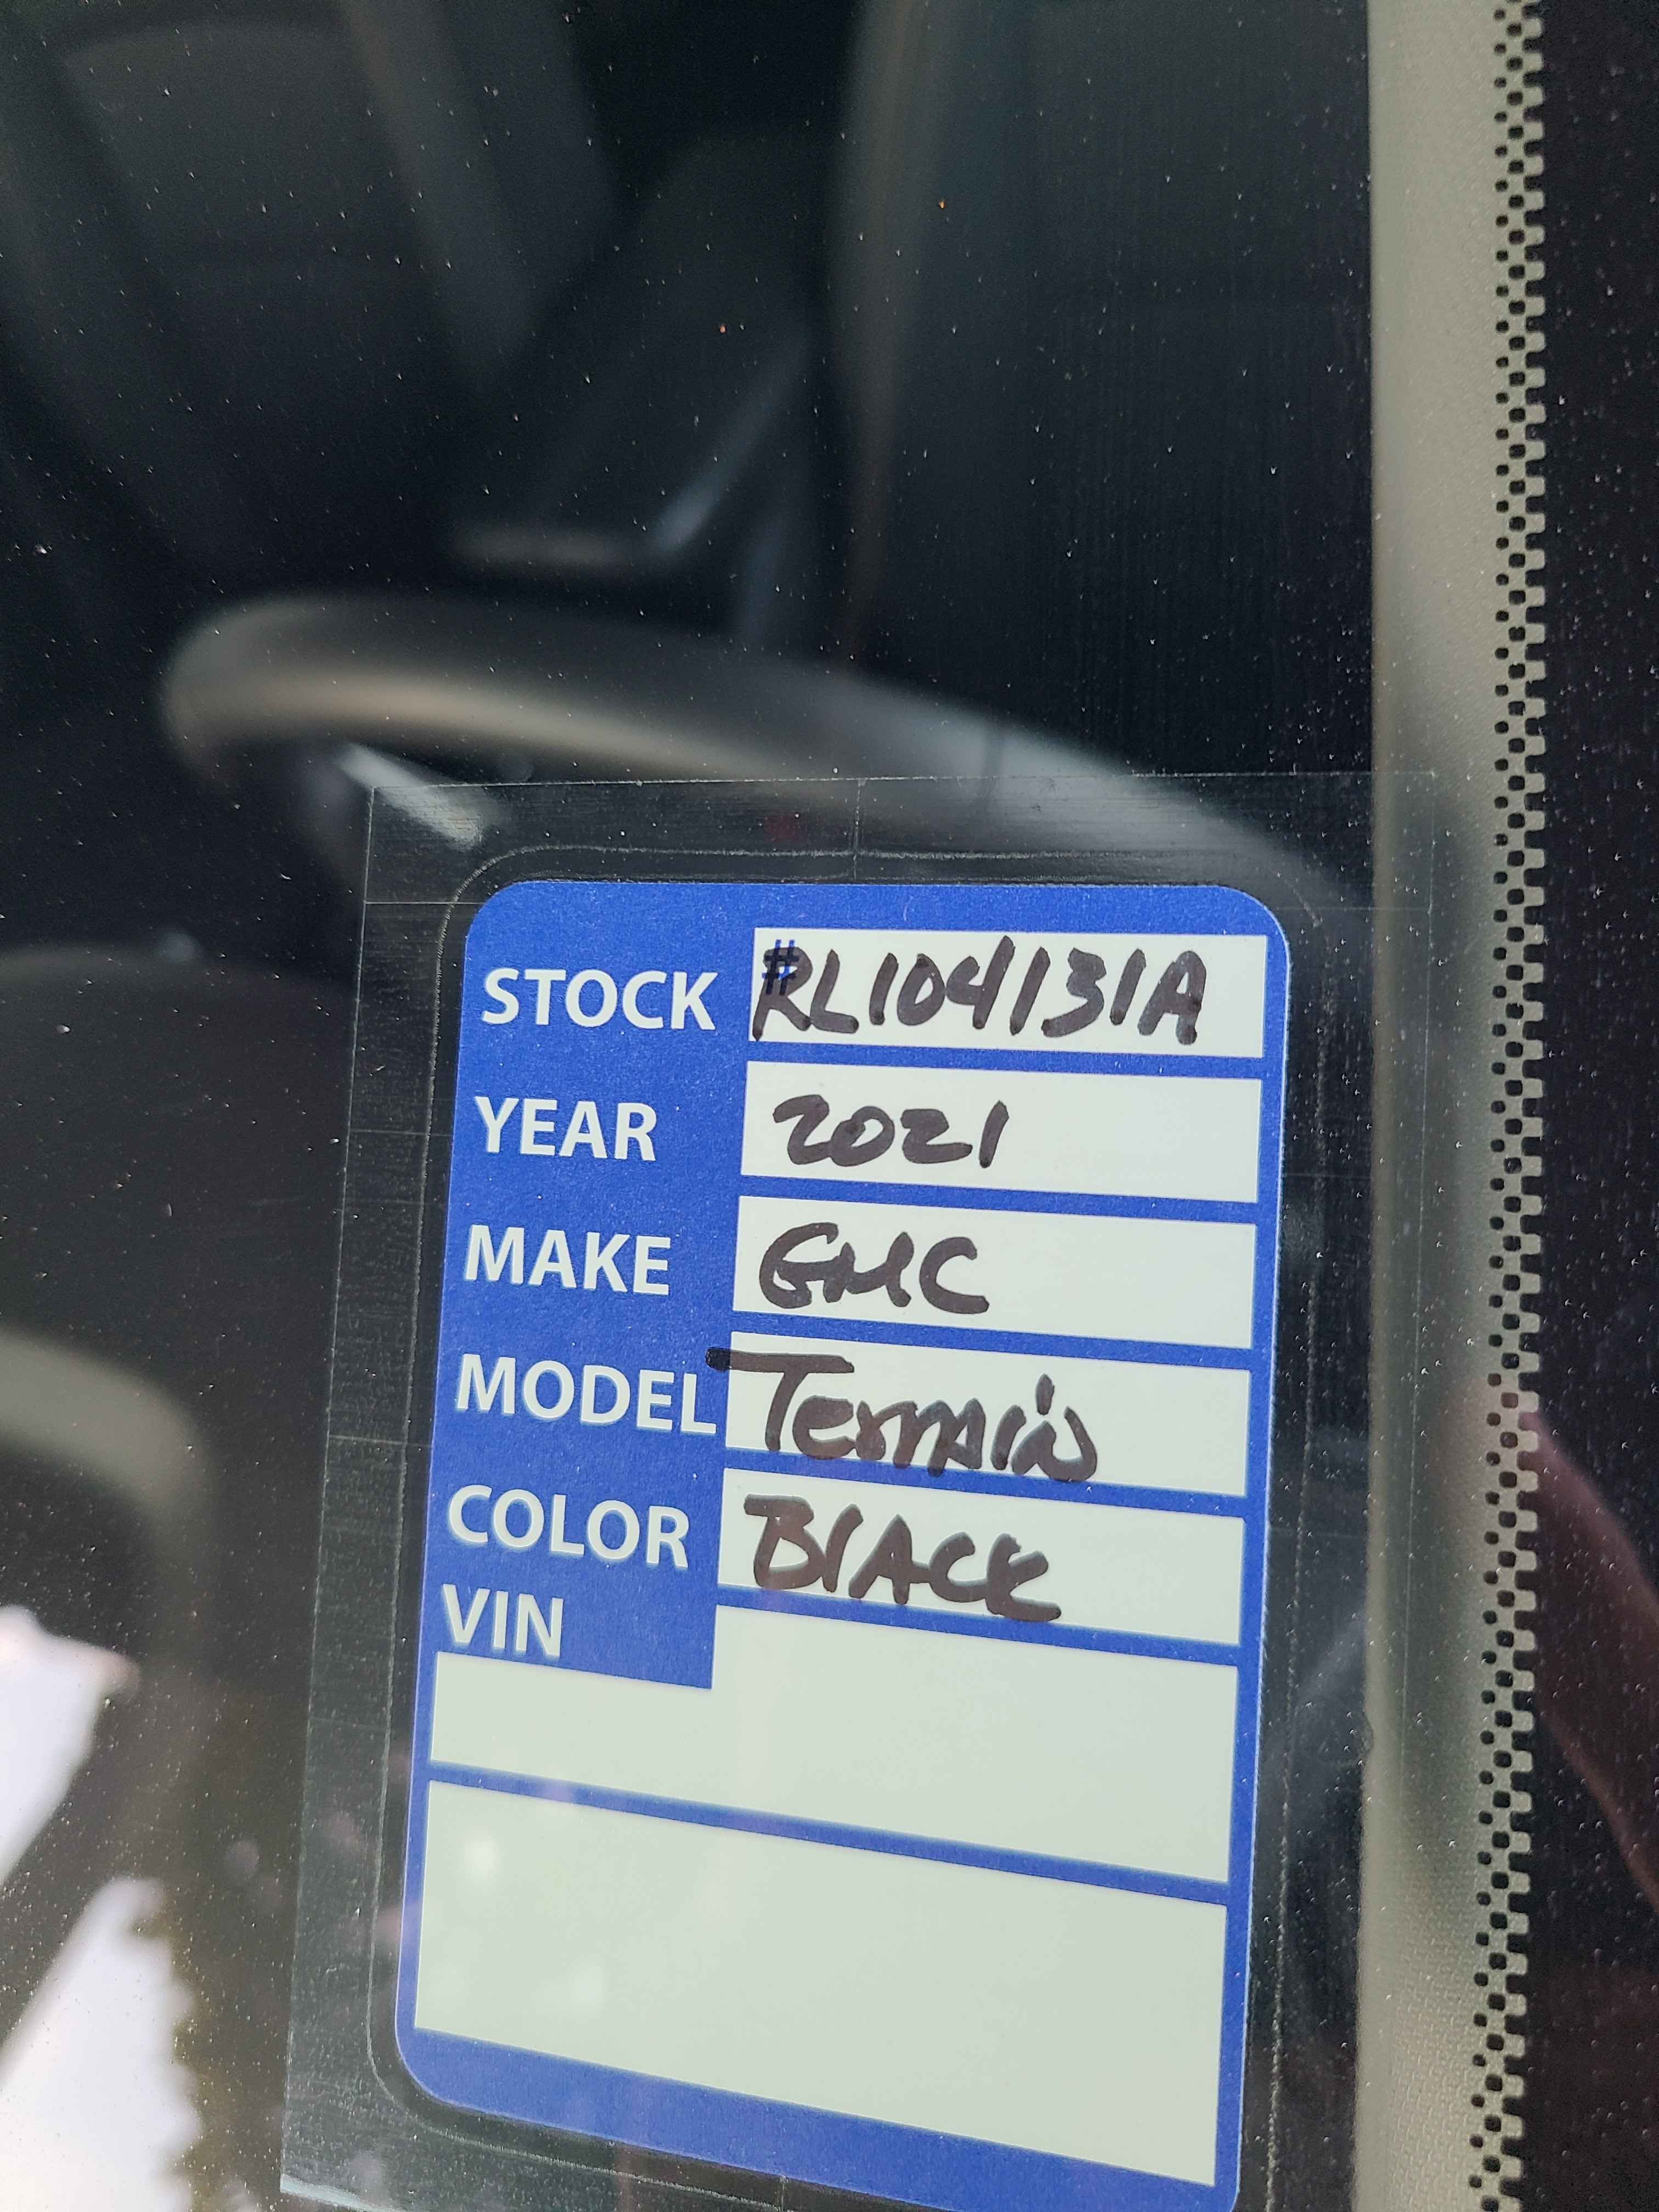 STOCK #RL104131A
YEAR 2021
MAKE GMC
MODEL Terrain
COLOR BlACK
VIN